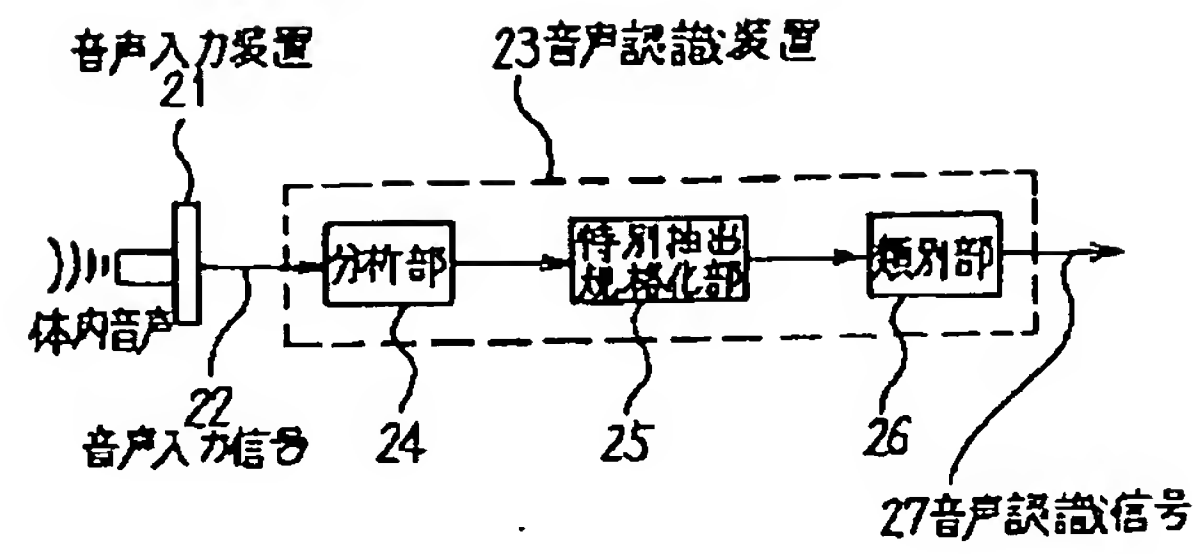 音声入力装置
21
23音声認識装置
体内音声
分析部
特別抽出
規格化部
類別部
22
音声入力信号
24
25
26
27音声認識信号